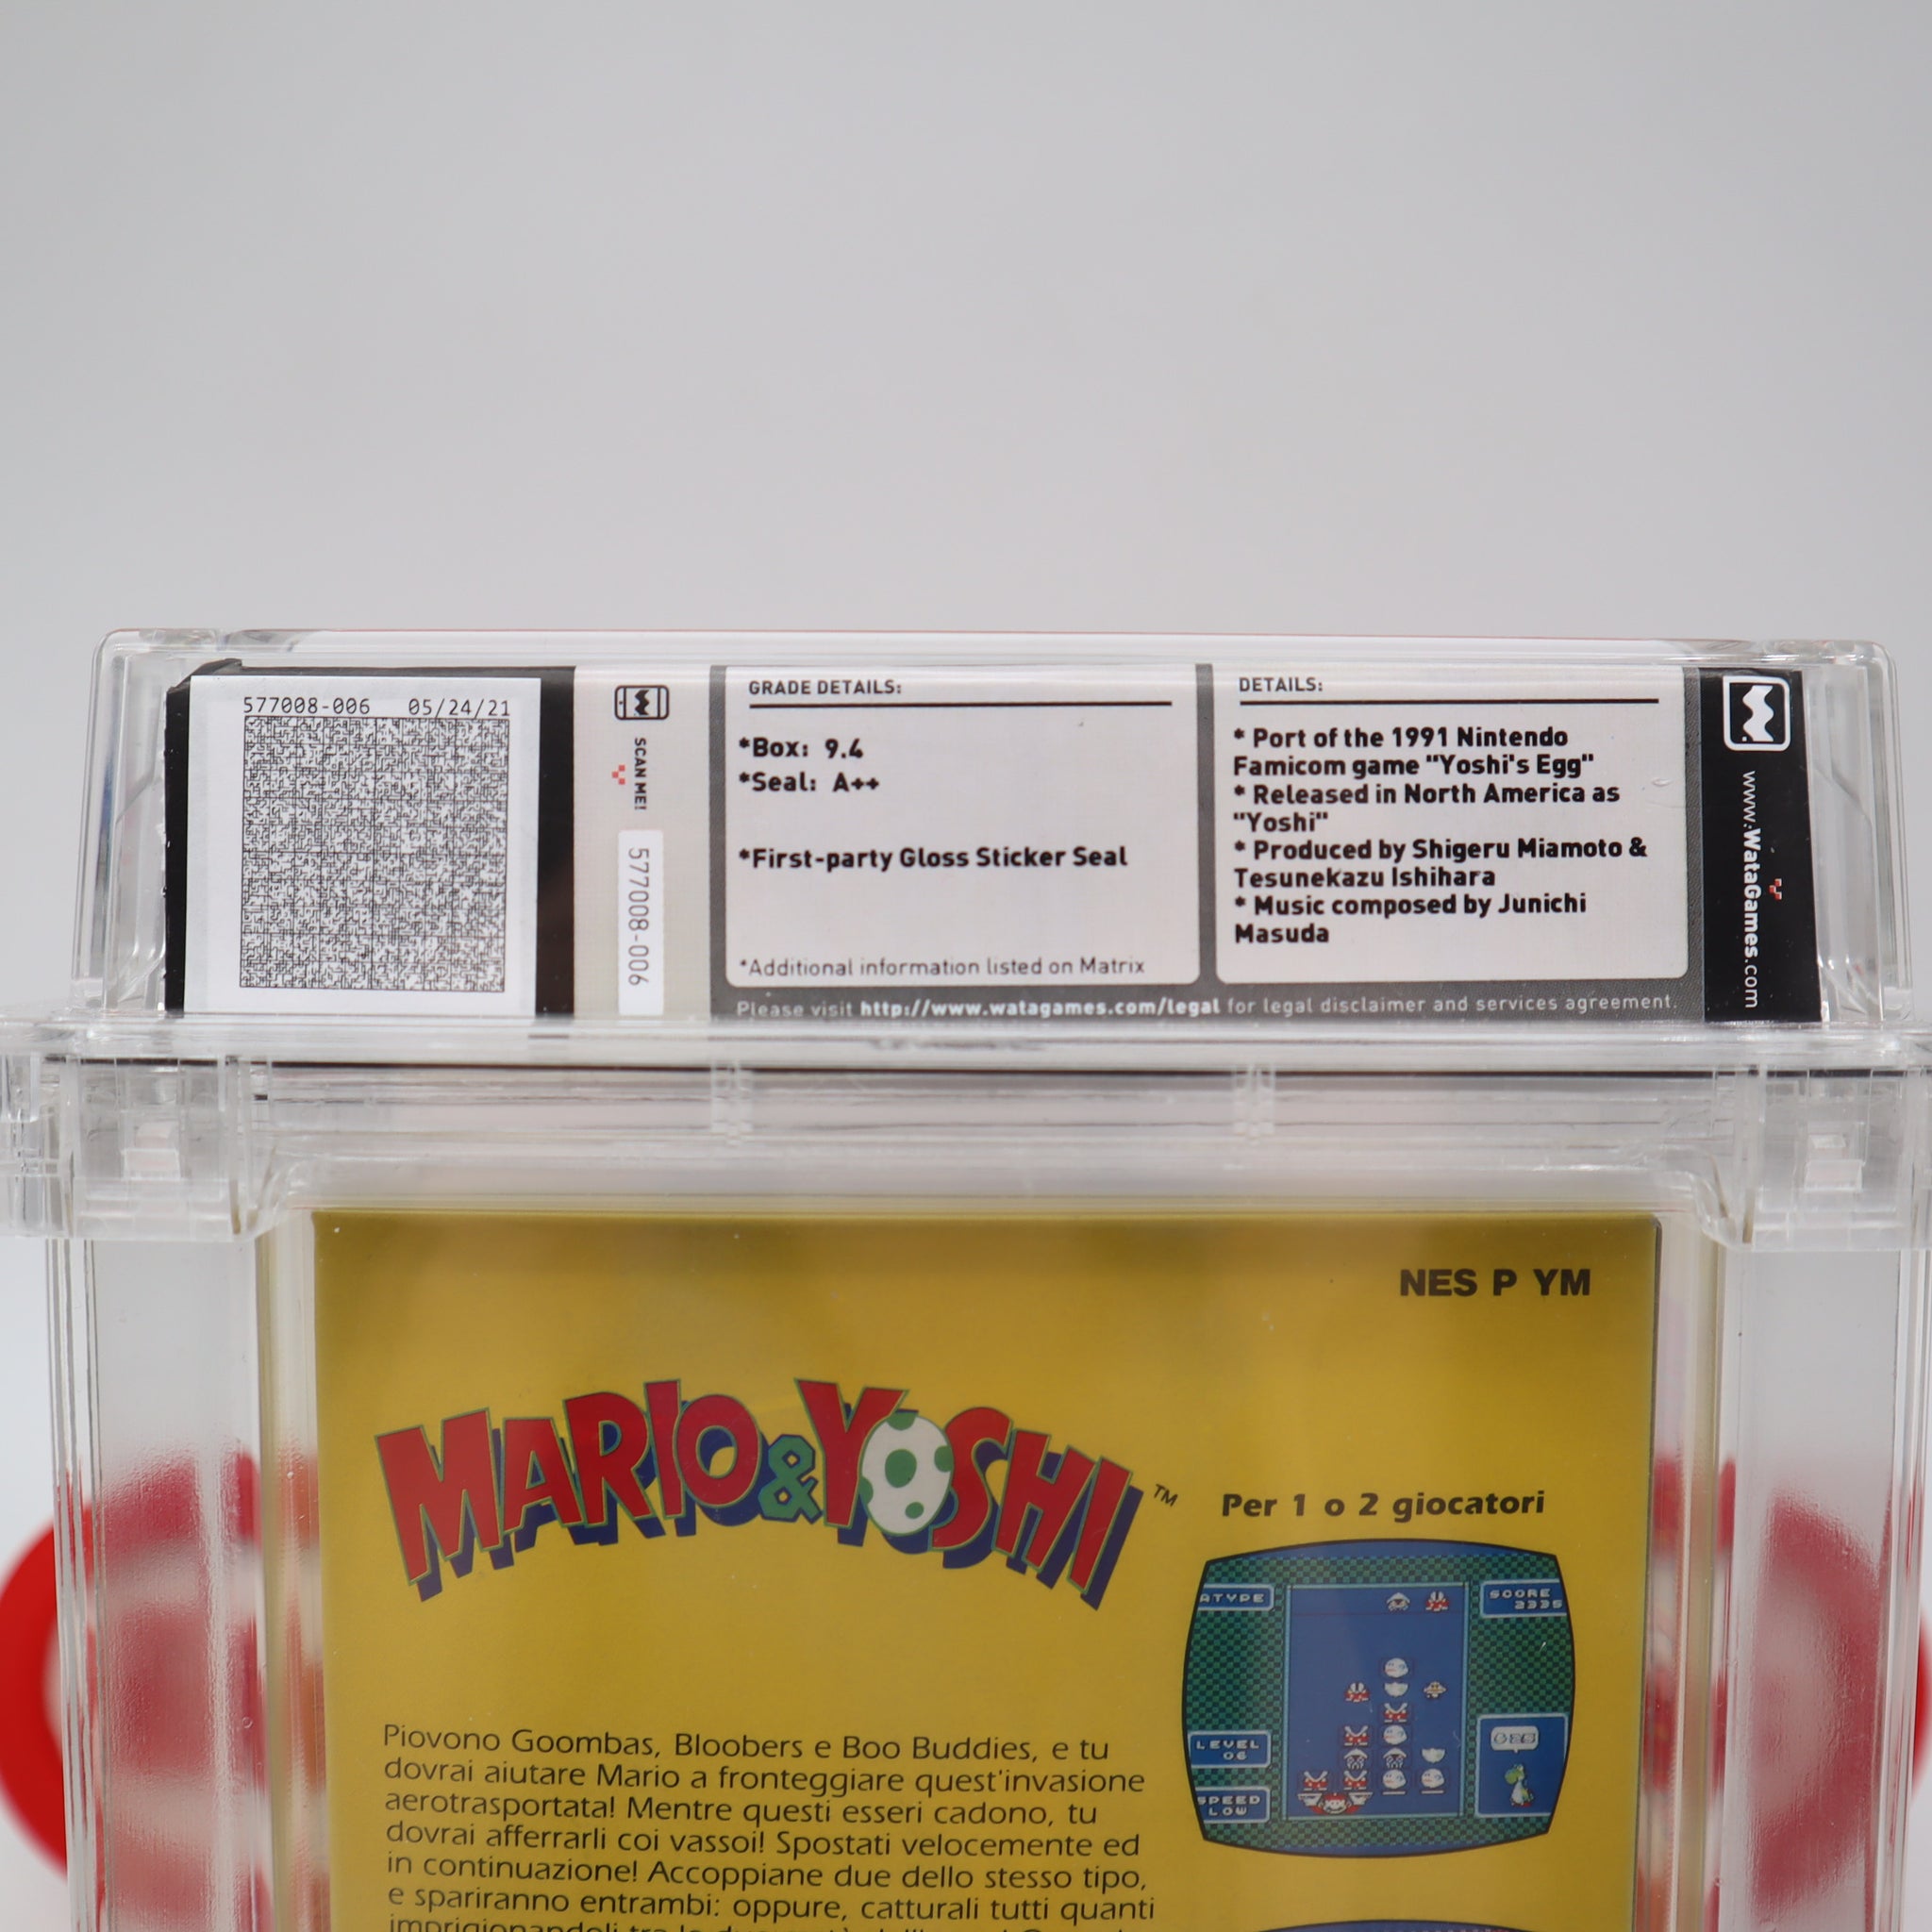 577008-006 05/24/21
SCAN ME!
577008-006
GRADE DETAILS:
*Box: 9.4
*Seal: A++
*First-party Gloss Sticker Seal
*Additional information listed on Matrix
DETAILS:
* Port of the 1991 Nintendo
Famicom game "Yoshi's Egg"
* Released in North America as
"Yoshi"
* Produced by Shigeru Miamoto &
Tesunekazu Ishihara
* Music composed by Junichi
Masuda
Please visit http://www.watagames.com/legal for legal disclaimer and services agreement.
www.WataGames.com
NES P YM
MARIO & YOSHI™
Per 1 o 2 giocatori
ATYPE
SCORE
2335
LEVEL
06
SPEED
LOW
Piovono Goombas, Bloobers e Boo Buddies, e tu
dovrai aiutare Mario a fronteggiare quest'invasione
aerotrasportata! Mentre questi esseri cadono, tu
dovrai afferrarli coi vassoi! Spostati velocemente ed
in continuazione! Accoppiane due dello stesso tipo,
e spariranno entrambi: oppure, catturali tutti quanti